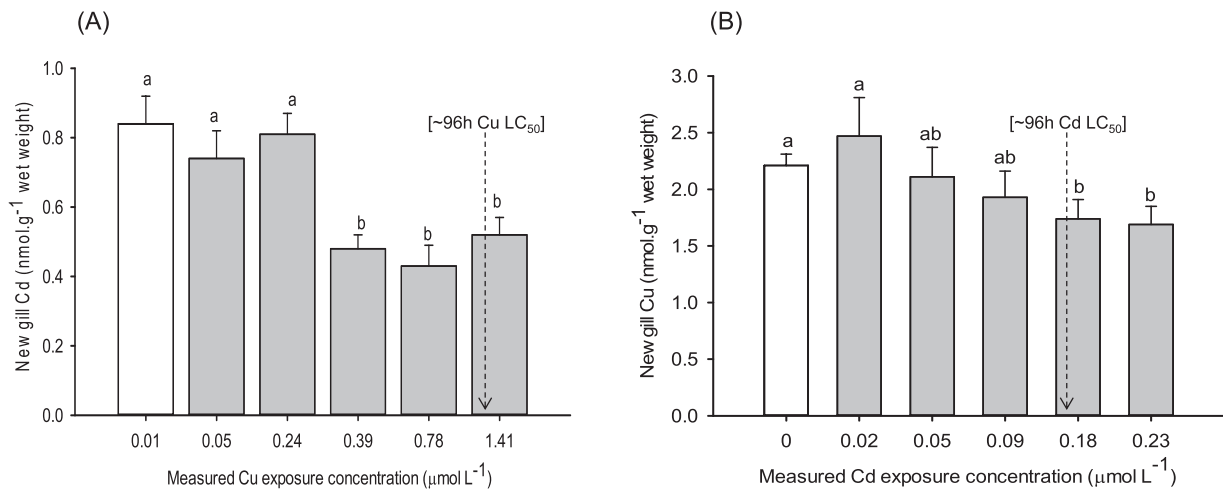 (A)
New gill Cd (nmol.g⁻¹ wet weight)
1.0
0.8
0.6
0.4
0.2
0.0
a
a
a
b
b
b
[~96h Cu LC₅₀]
0.01 0.05 0.24 0.39 0.78 1.41
Measured Cu exposure concentration (μmol L⁻¹)
(B)
New gill Cu (nmol.g⁻¹ wet weight)
3.0
2.5
2.0
1.5
1.0
0.5
0.0
a
a
ab
ab
b
b
[~96h Cd LC₅₀]
0 0.02 0.05 0.09 0.18 0.23
Measured Cd exposure concentration (μmol L⁻¹)